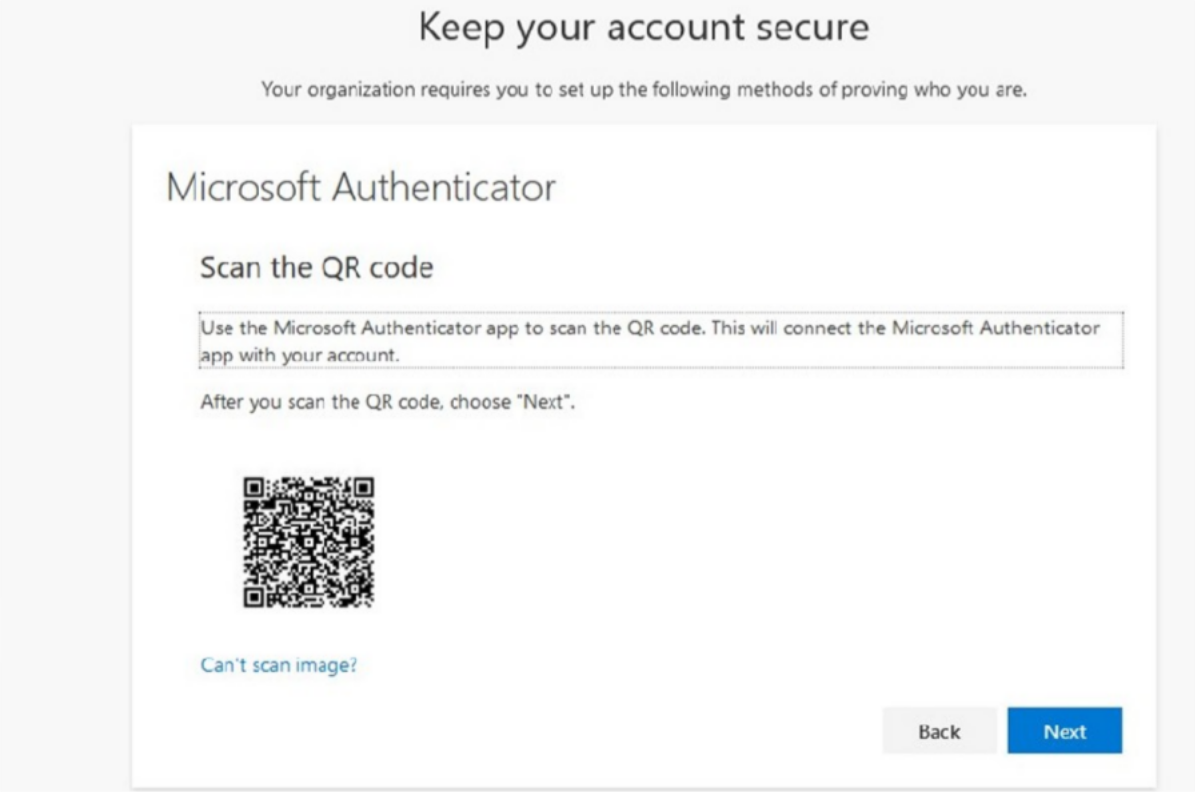 Keep your account secure
Your organization requires you to set up the following methods of proving who you are.
Microsoft Authenticator
Scan the QR code
Use the Microsoft Authenticator app to scan the QR code. This will connect the Microsoft Authenticator
app with your account.
After you scan the QR code, choose "Next".
Can't scan image?
Back
Next